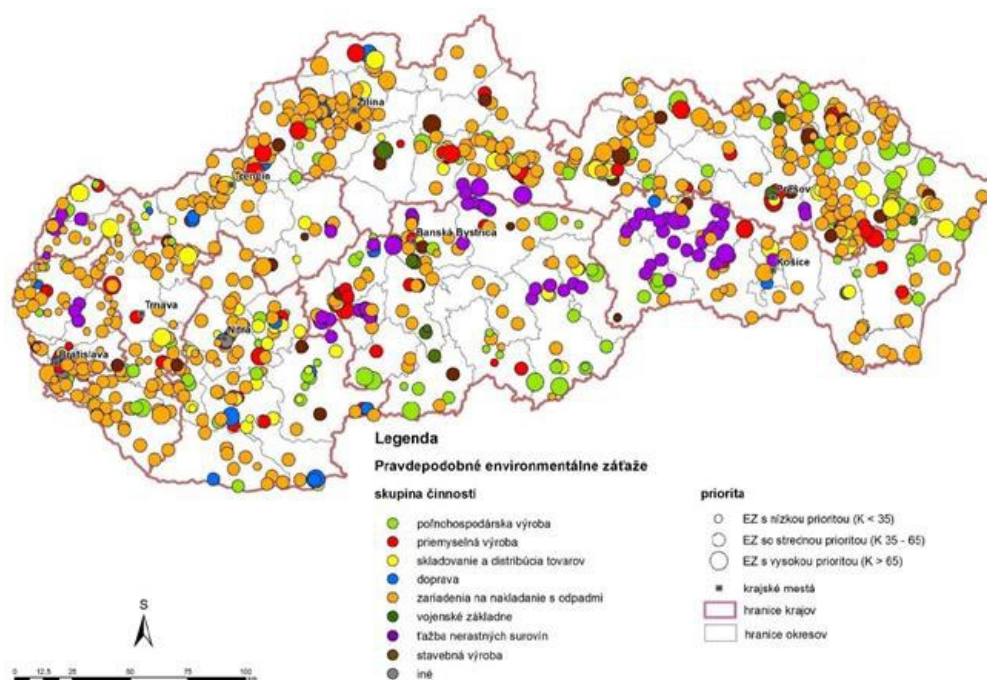 Žilina
Trenčín
Prešov
Banská Bystrica
Košice
Trnava
Nitra
Bratislava
Legenda
Pravdepodobné environmentálne záťaže
skupina činností
poľnohospodárska výroba
priemyselná výroba
skladovanie a distribúcia tovarov
doprava
zariadenia na nakladanie s odpadmi
vojenské základne
ťažba nerastných surovín
stavebná výroba
iné
priorita
EZ s nízkou prioritou (K < 35)
EZ so strednou prioritou (K 35 - 65)
EZ s vysokou prioritou (K > 65)
krajské mestá
hranice krajov
hranice okresov
S
0 12,5 25 50 75 100